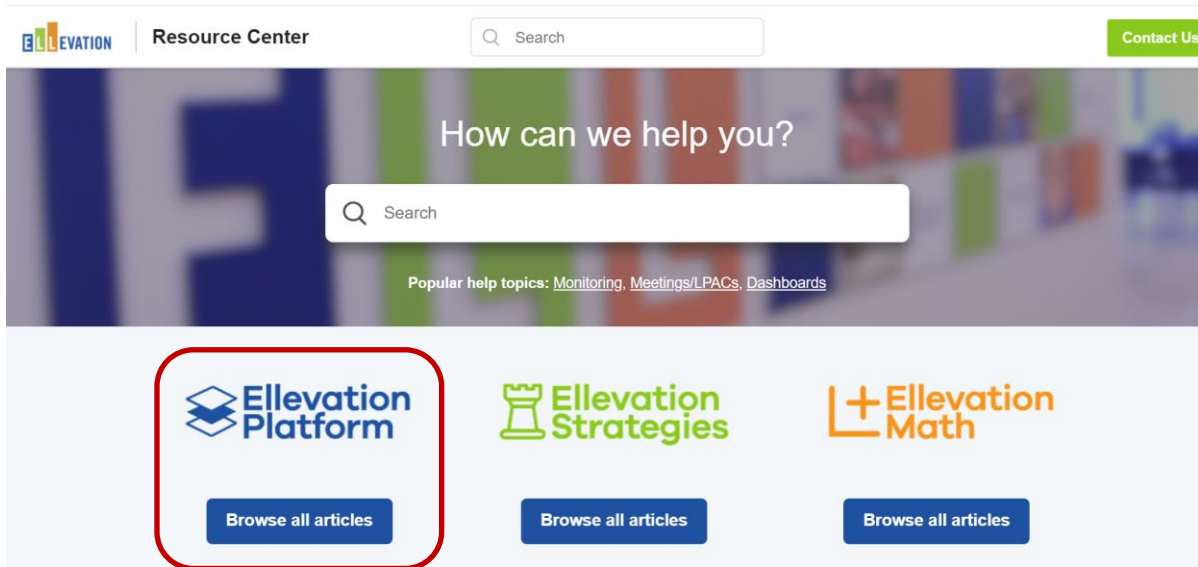 ELLEVATION
Resource Center
Search
Contact Us
How can we help you?
Search
Popular help topics: Monitoring, Meetings/LPACs, Dashboards
Ellevation
Platform
Ellevation
Strategies
Ellevation
Math
Browse all articles
Browse all articles
Browse all articles